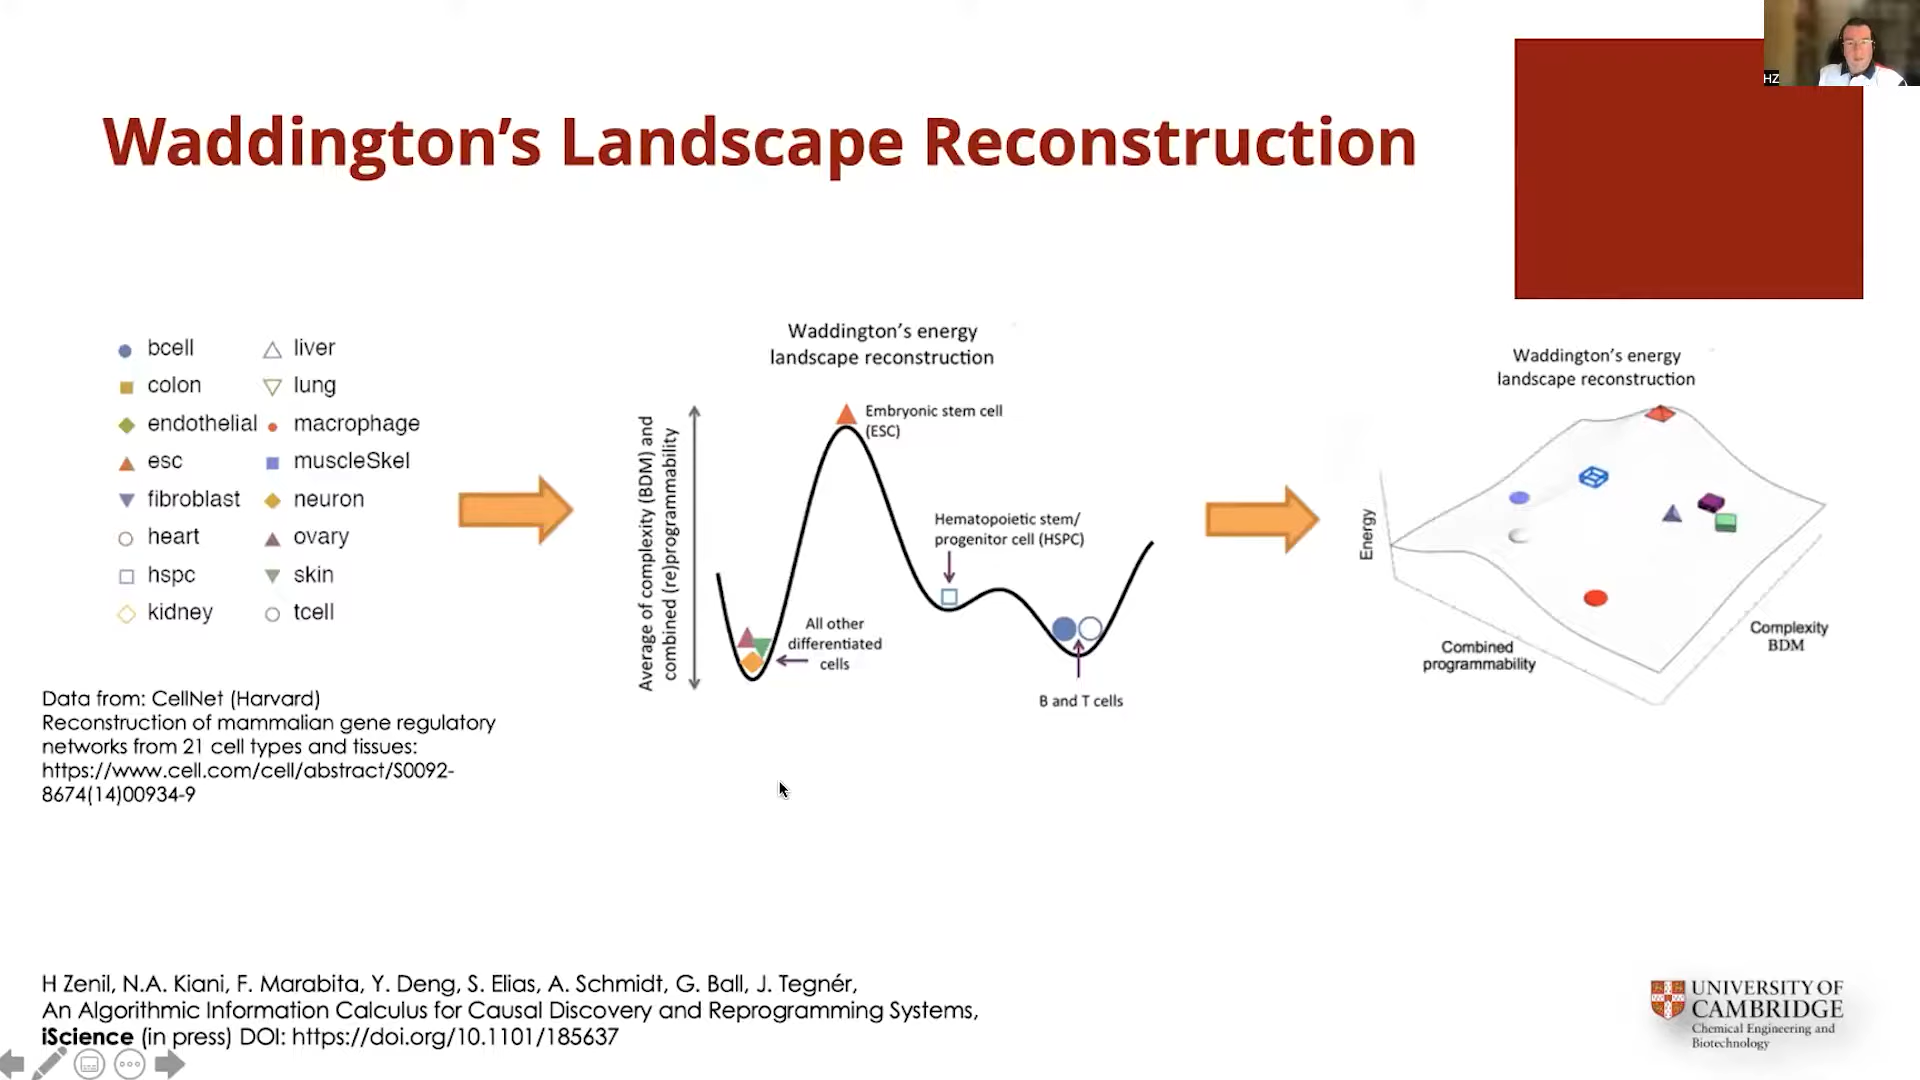 HZ
Waddington’s Landscape Reconstruction
bcell
liver
colon
lung
endothelial
macrophage
esc
muscleSkel
fibroblast
neuron
heart
ovary
hspc
skin
kidney
tcell
Data from: CellNet (Harvard)
Reconstruction of mammalian gene regulatory
networks from 21 cell types and tissues:
https://www.cell.com/cell/abstract/S0092-
8674(14)00934-9
Waddington’s energy
landscape reconstruction
Average of complexity (BDM) and
combined (re)programmability
Embryonic stem cell
(ESC)
Hematopoietic stem/
progenitor cell (HSPC)
All other
differentiated
cells
B and T cells
Waddington’s energy
landscape reconstruction
Energy
Combined
programmability
Complexity
BDM
H Zenil, N.A. Kiani, F. Marabita, Y. Deng, S. Elias, A. Schmidt, G. Ball, J. Tegnér,
An Algorithmic Information Calculus for Causal Discovery and Reprogramming Systems,
iScience (in press) DOI: https://doi.org/10.1101/185637
UNIVERSITY OF
CAMBRIDGE
Chemical Engineering and
Biotechnology